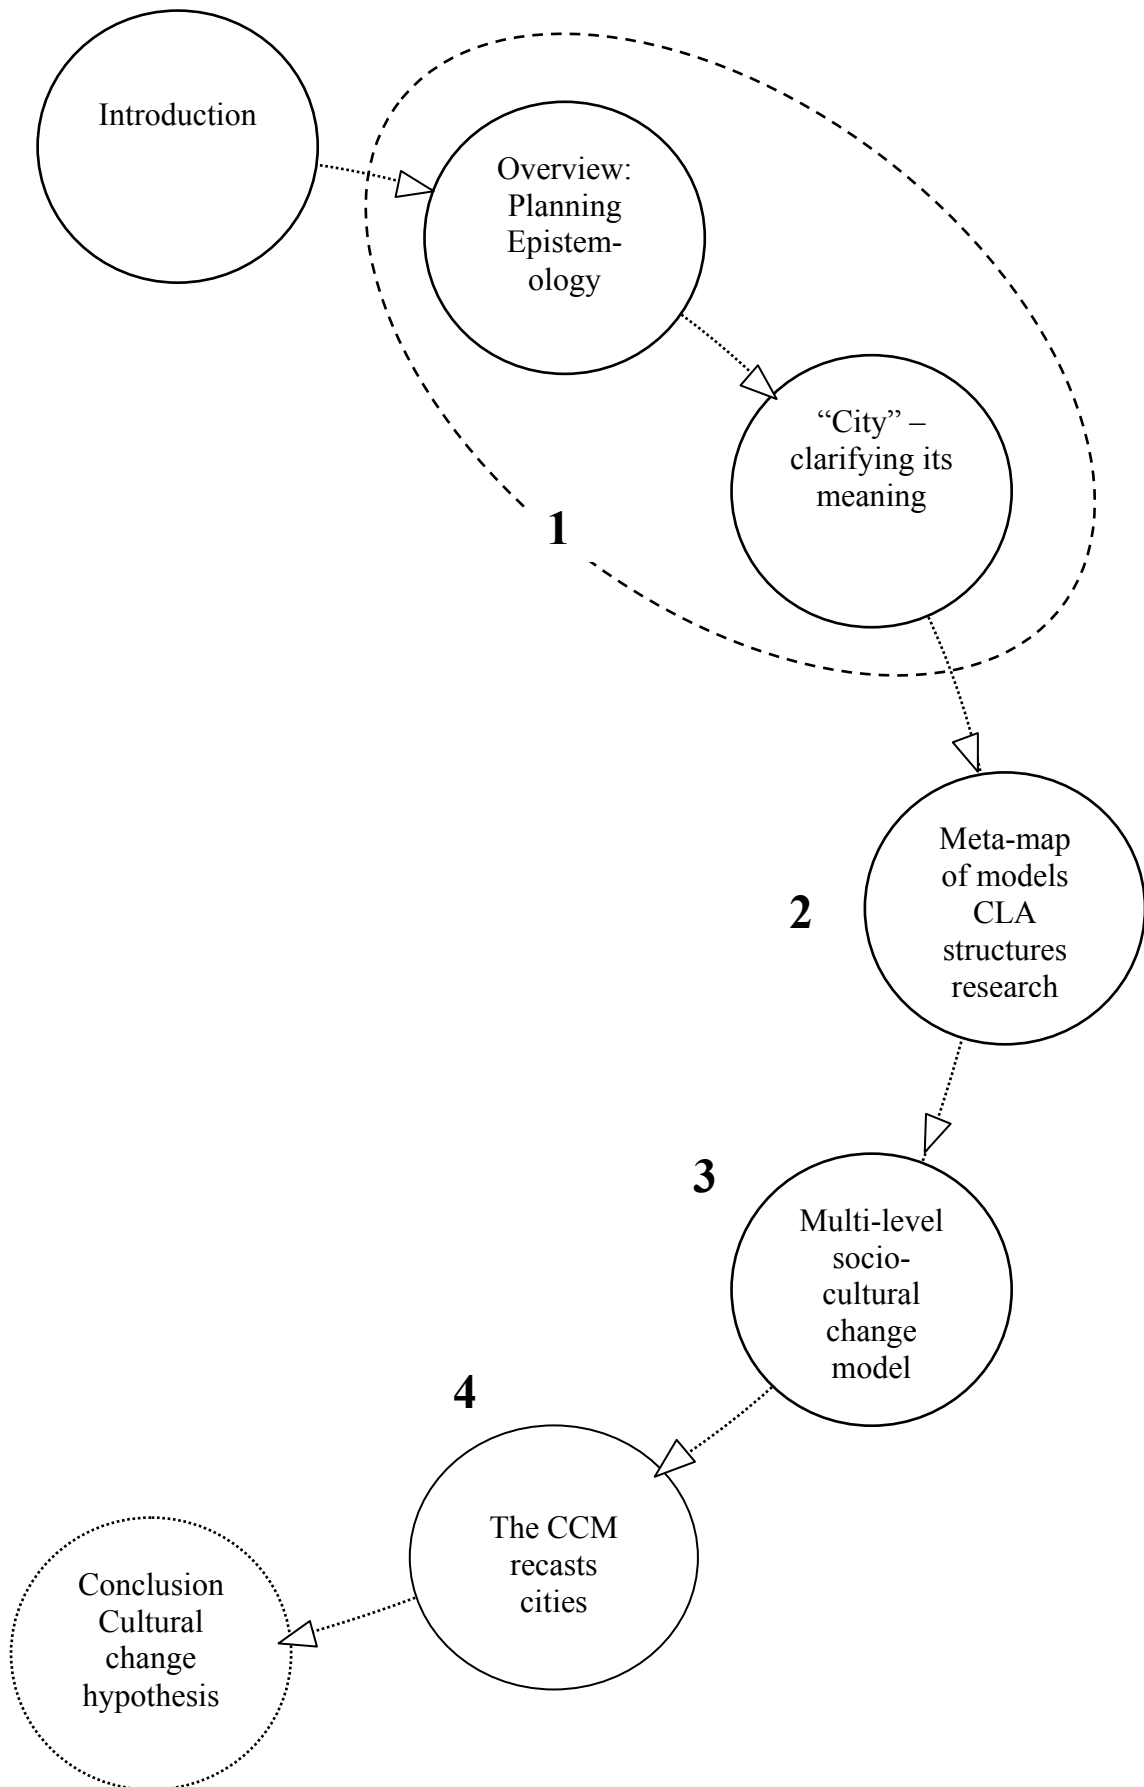 Introduction
Overview:
Planning
Epistem-
ology
“City” –
clarifying its
meaning
1
Meta-map
of models
CLA
structures
research
2
3
Multi-level
socio-
cultural
change
model
4
The CCM
recasts
cities
Conclusion
Cultural
change
hypothesis